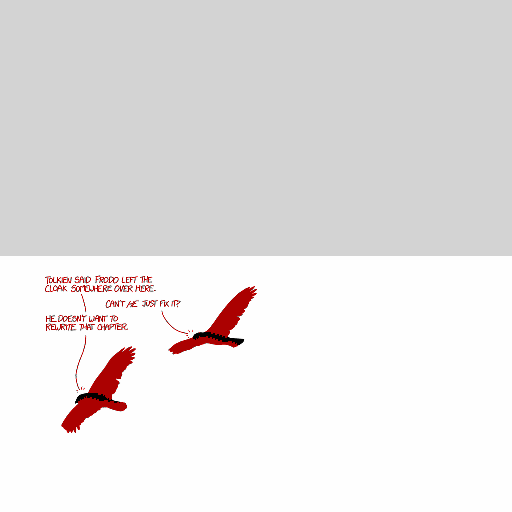 TOLKIEN SAID FRODO LEFT THE
CLOAK SOMEWHERE OVER HERE.
CAN'T HE JUST FIX IT?
HE DOESN'T WANT TO
REWRITE THAT CHAPTER.